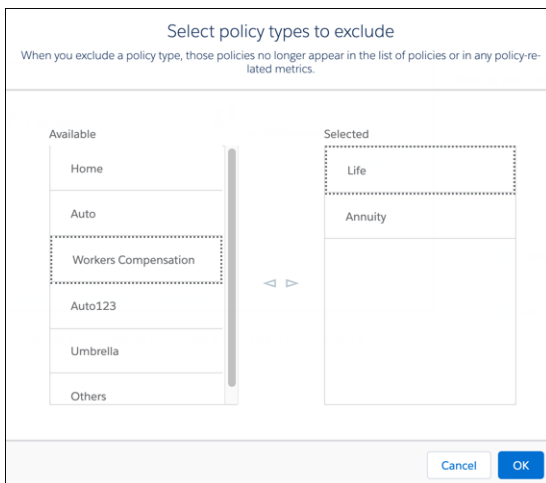 Select policy types to exclude
When you exclude a policy type, those policies no longer appear in the list of policies or in any policy-re-
lated metrics.
Available
Selected
Home
Life
Auto
Annuity
Workers Compensation
Auto123
Umbrella
Others
Cancel
OK